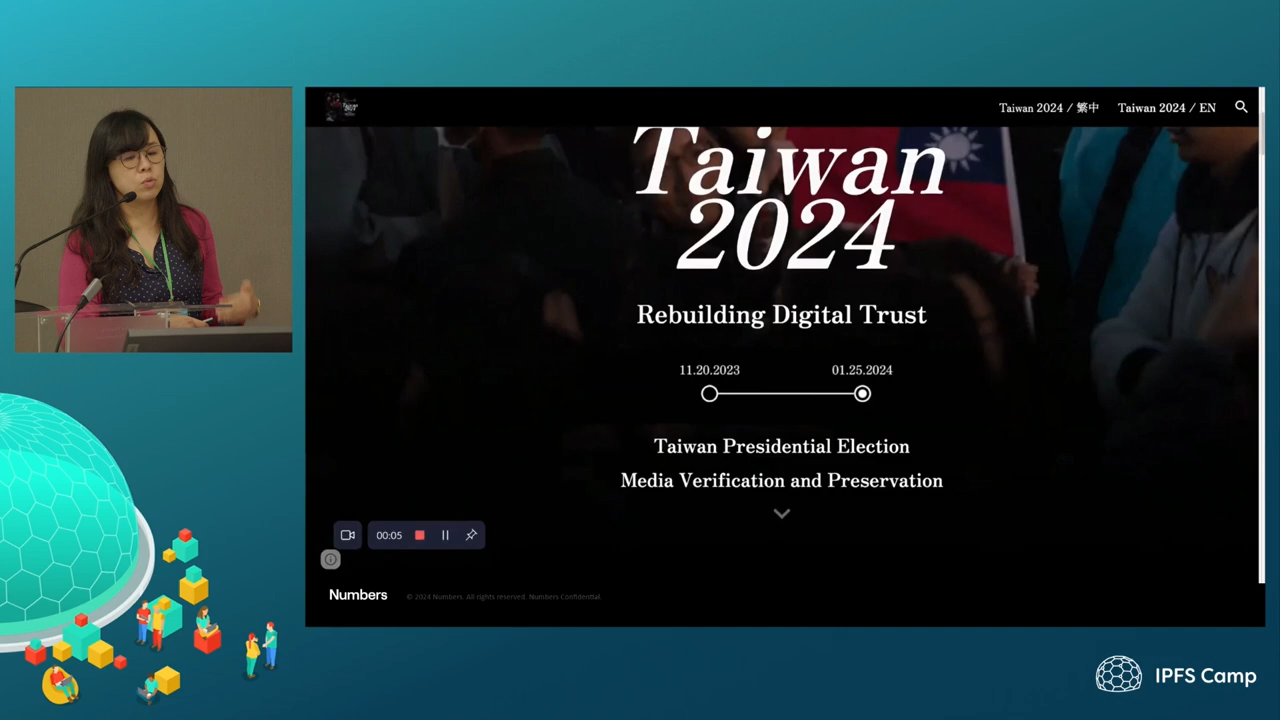 Taiwan 2024 / 繁中
Taiwan 2024 / EN
Taiwan
2024
Rebuilding Digital Trust
11.20.2023
01.25.2024
Taiwan Presidential Election
Media Verification and Preservation
00:05
Numbers
© 2024 Numbers. All rights reserved. Numbers Confidential.
IPFS Camp